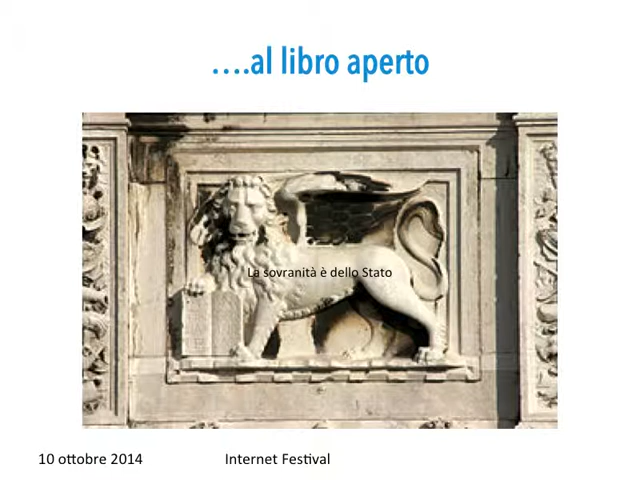 ….al libro aperto
La sovranità è dello Stato
10 ottobre 2014
Internet Festival